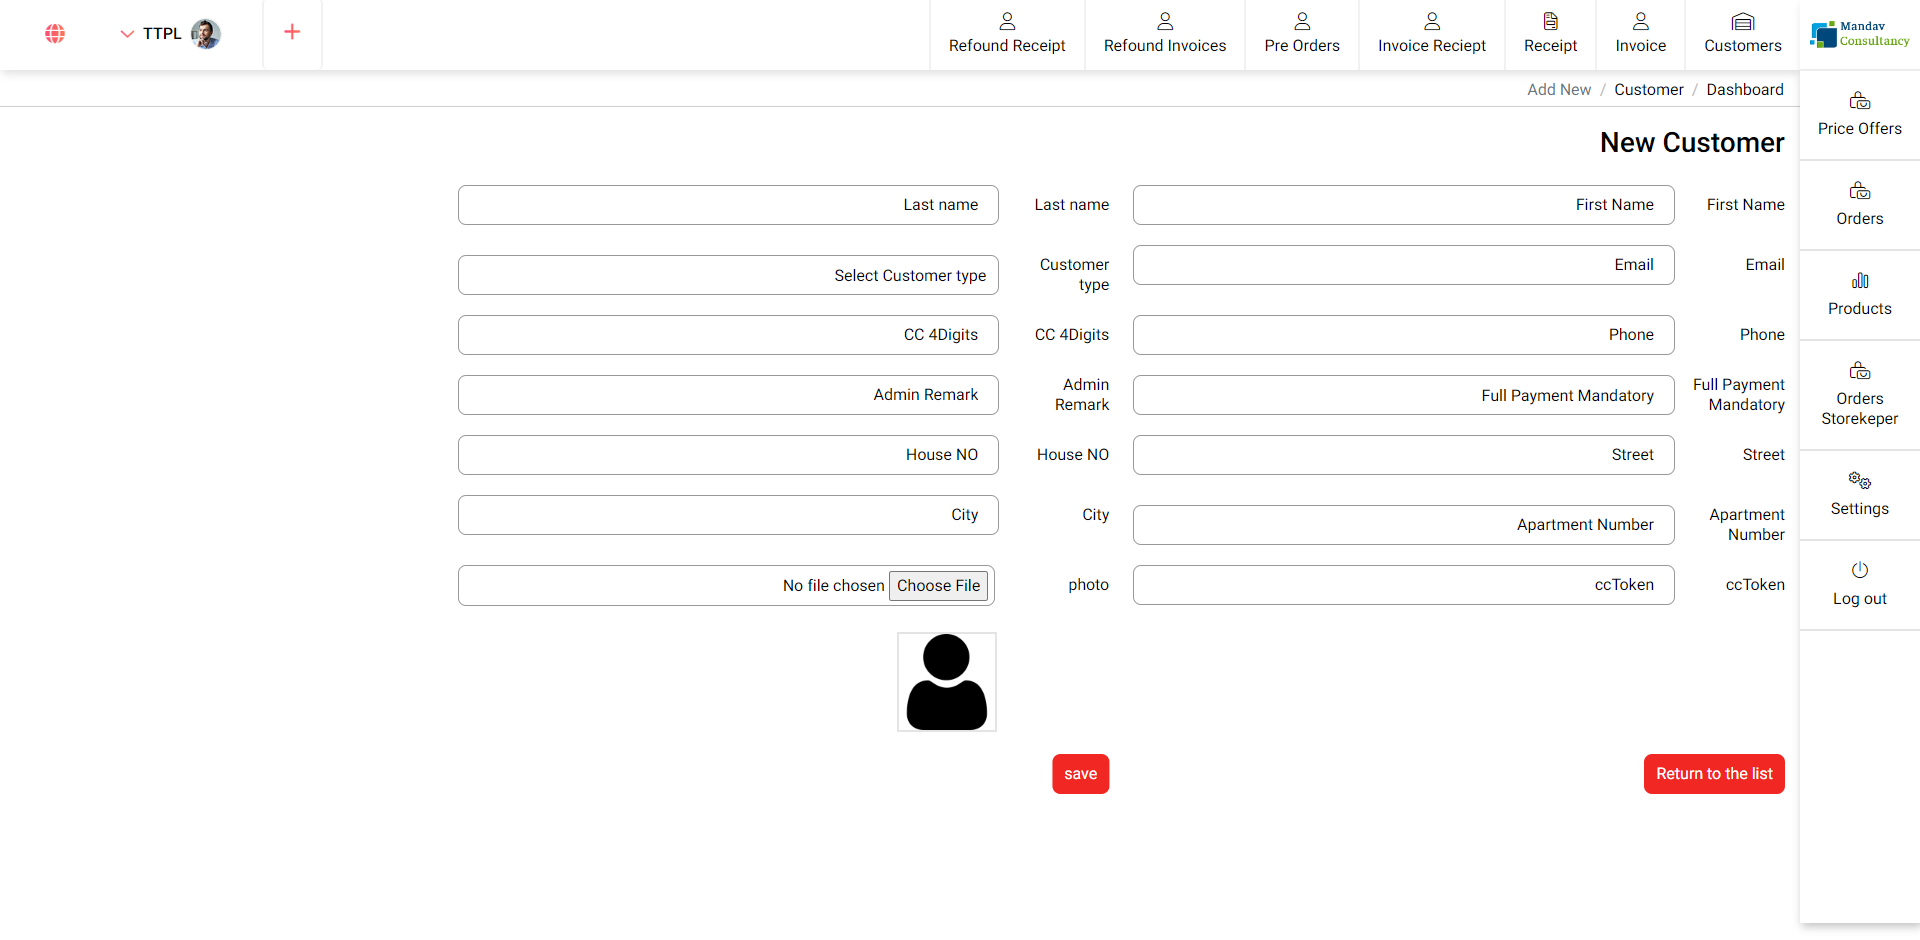 TTPL
+
Refound Receipt
Refound Invoices
Pre Orders
Invoice Reciept
Receipt
Invoice
Customers
Mandav
Consultancy
Add New / Customer / Dashboard
New Customer
First Name
First Name
Last name
Last name
Email
Email
Customer
type
Select Customer type
Phone
Phone
CC 4Digits
CC 4Digits
Full Payment
Mandatory
Full Payment Mandatory
Admin
Remark
Admin Remark
Street
Street
House NO
House NO
Apartment
Number
Apartment Number
City
City
ccToken
ccToken
photo
No file chosen Choose File
Return to the list
save
Price Offers
Orders
Products
Orders
Storekeper
Settings
Log out